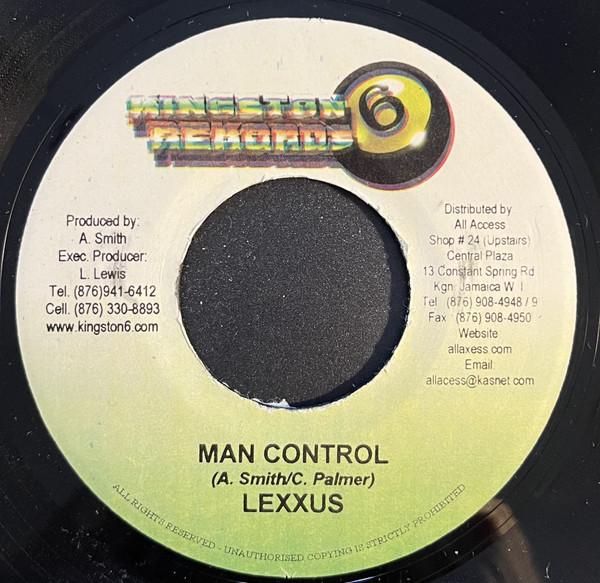 KINGSTON 6
REKORDS
Produced by:
A. Smith
Exec. Producer:
L. Lewis
Tel. (876)941-6412
Cell. (876) 330-8893
www.kingston6.com
Distributed by
All Access
Shop # 24 (Upstairs)
Central Plaza
13 Constant Spring Rd
Kgn. Jamaica W I
Tel (876) 908-4948 / 9
Fax (876) 908-4950
Website
allaxess.com
Email:
allacess@kasnet.com
MAN CONTROL
(A. Smith/C. Palmer)
LEXXUS
ALL RIGHTS RESERVED - UNAUTHORISED COPYING IS STRICTLY PROHIBITED